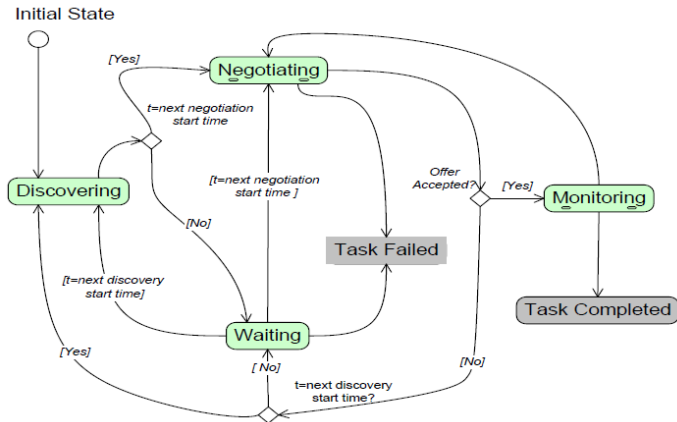 Initial State
[Yes]
Negotiating
t=next negotiation
start time
Offer
Accepted?
[Yes]
Discovering
[t=next negotiation
start time ]
Monitoring
[No]
Task Failed
[t=next discovery
start time]
Task Completed
Waiting
[Yes]
[ No]
[No]
t=next discovery
start time?